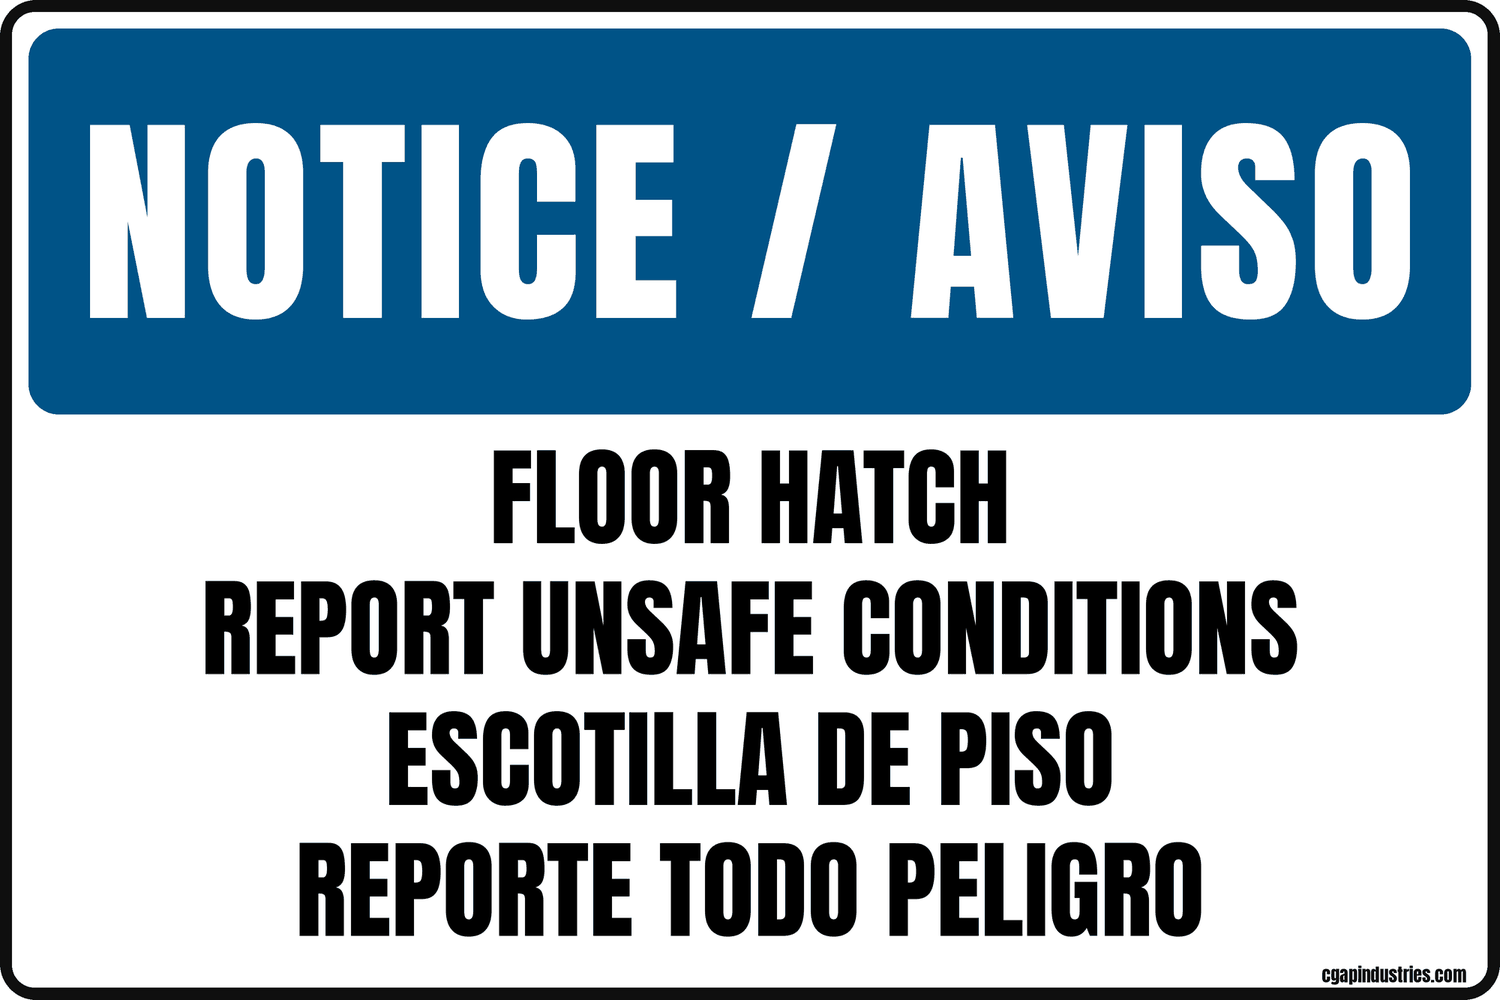 NOTICE / AVISO
FLOOR HATCH
REPORT UNSAFE CONDITIONS
ESCOTILLA DE PISO
REPORTE TODO PELIGRO
cgapindustries.com